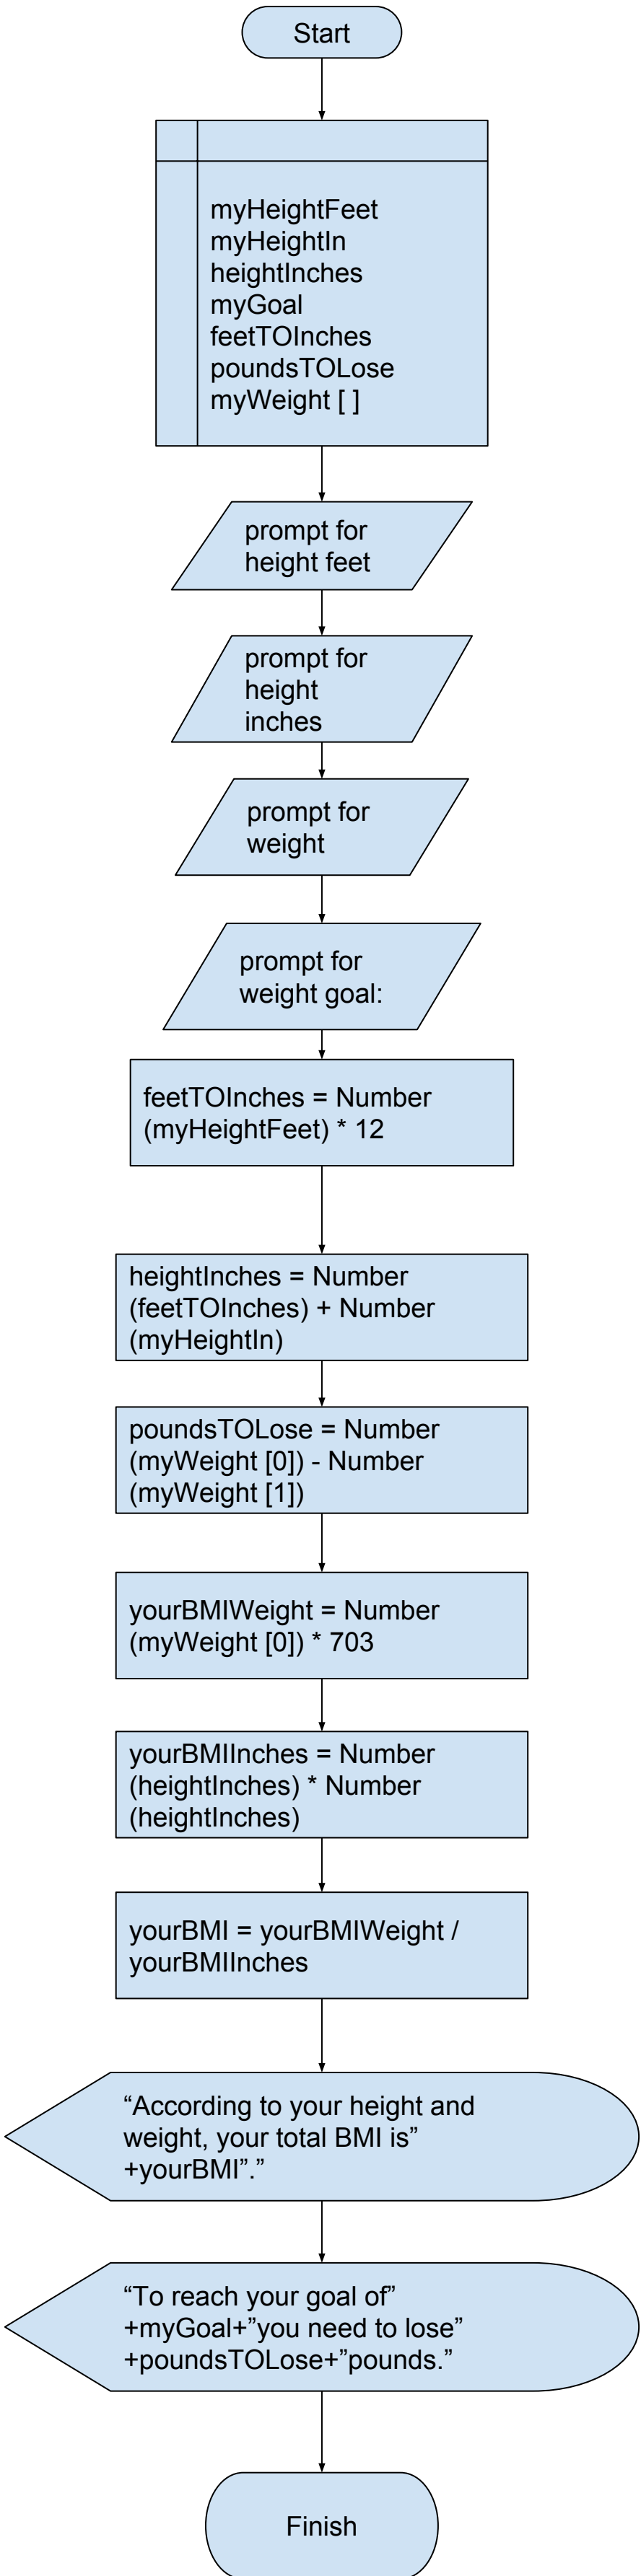 Start
myHeightFeet
myHeightIn
heightInches
myGoal
feetTOInches
poundsTOLose
myWeight [ ]
prompt for
height feet
prompt for
height
inches
prompt for
weight
prompt for
weight goal:
feetTOInches = Number
(myHeightFeet) * 12
heightInches = Number
(feetTOInches) + Number
(myHeightIn)
poundsTOLose = Number
(myWeight [0]) - Number
(myWeight [1])
yourBMIWeight = Number
(myWeight [0]) * 703
yourBMIInches = Number
(heightInches) * Number
(heightInches)
yourBMI = yourBMIWeight /
yourBMIInches
“According to your height and
weight, your total BMI is”
+yourBMI”.”
“To reach your goal of”
+myGoal+”you need to lose”
+poundsTOLose+”pounds.”
Finish